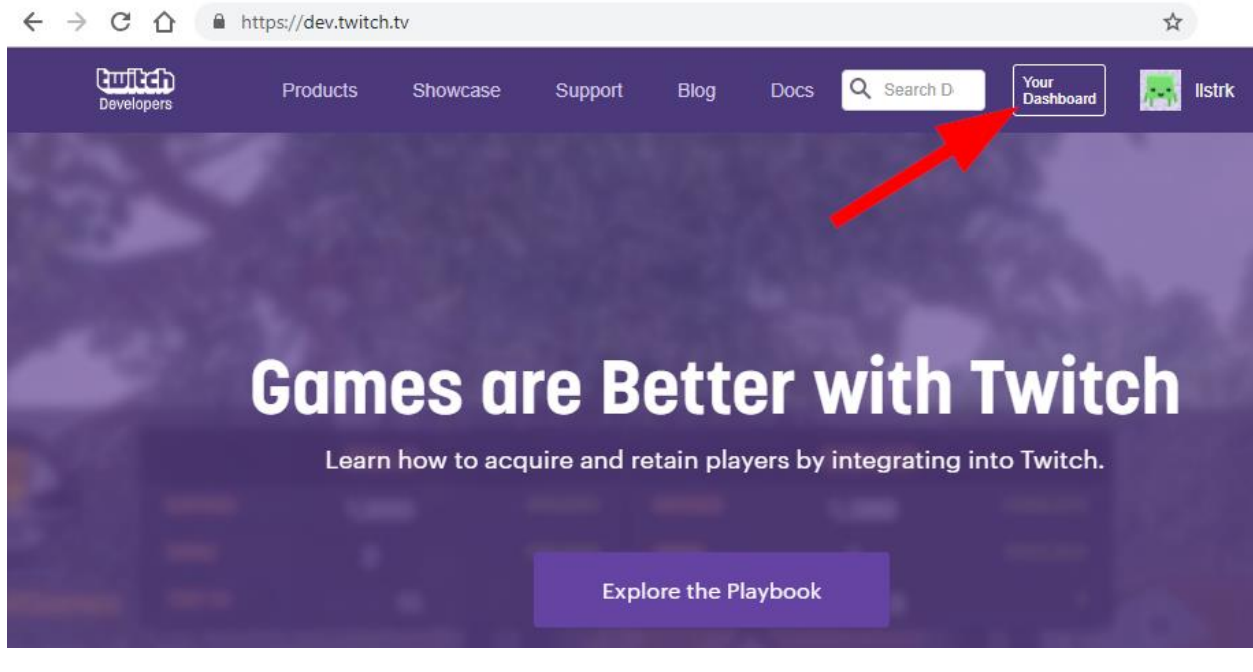 https://dev.twitch.tv
twitch
Developers
Products
Showcase
Support
Blog
Docs
Search D
Your
Dashboard
llstrk
Games are Better with Twitch
Learn how to acquire and retain players by integrating into Twitch.
Explore the Playbook